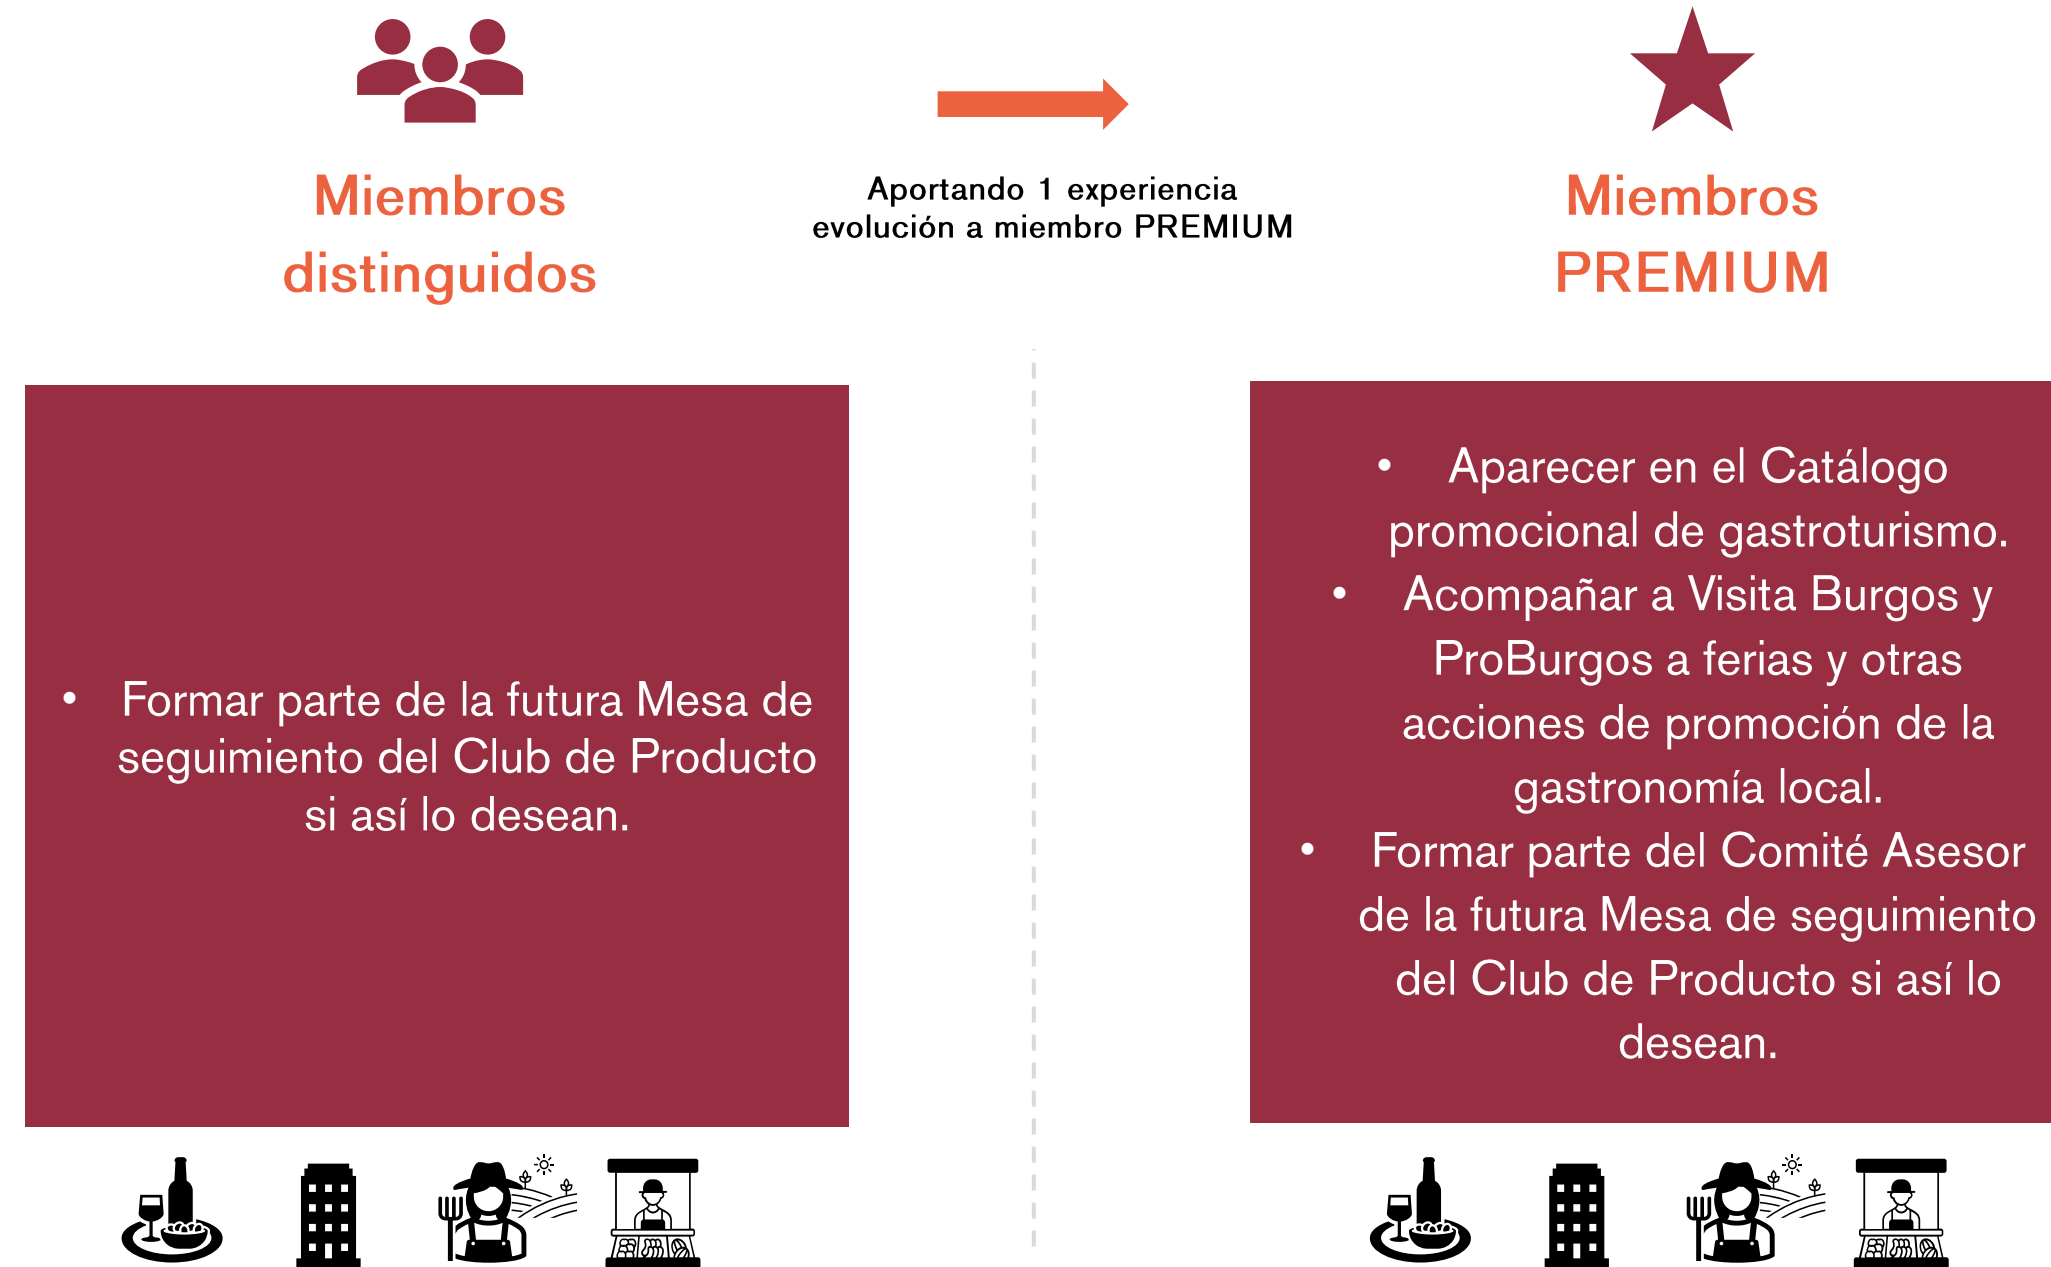 Miembros
distinguidos
Aportando 1 experiencia
evolución a miembro PREMIUM
Miembros
PREMIUM
• Formar parte de la futura Mesa de
seguimiento del Club de Producto
si así lo desean.
• Aparecer en el Catálogo
promocional de gastroturismo.
• Acompañar a Visita Burgos y
ProBurgos a ferias y otras
acciones de promoción de la
gastronomía local.
• Formar parte del Comité Asesor
de la futura Mesa de seguimiento
del Club de Producto si así lo
desean.